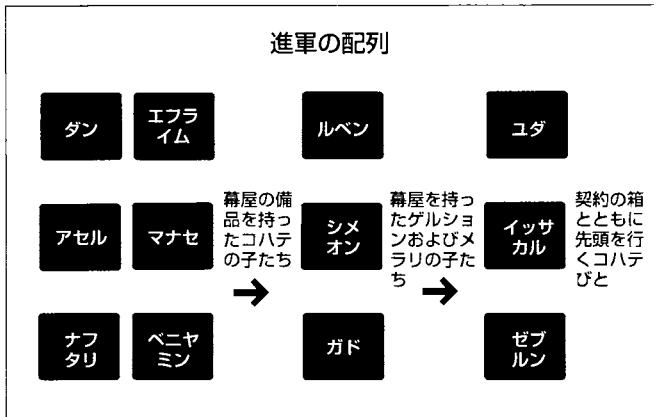 進軍の配列
ダン
エフラ
イム
ルベン
ユダ
アセル
マナセ
幕屋の備
品を持っ
たコハテ
の子たち
シメ
オン
幕屋を持っ
たゲルショ
ンおよびメ
ラリの子た
ち
イッサ
カル
契約の箱
とともに
先頭を行
くコハテ
びと
ナフ
タリ
ベニヤ
ミン
ガド
ゼブ
ルン